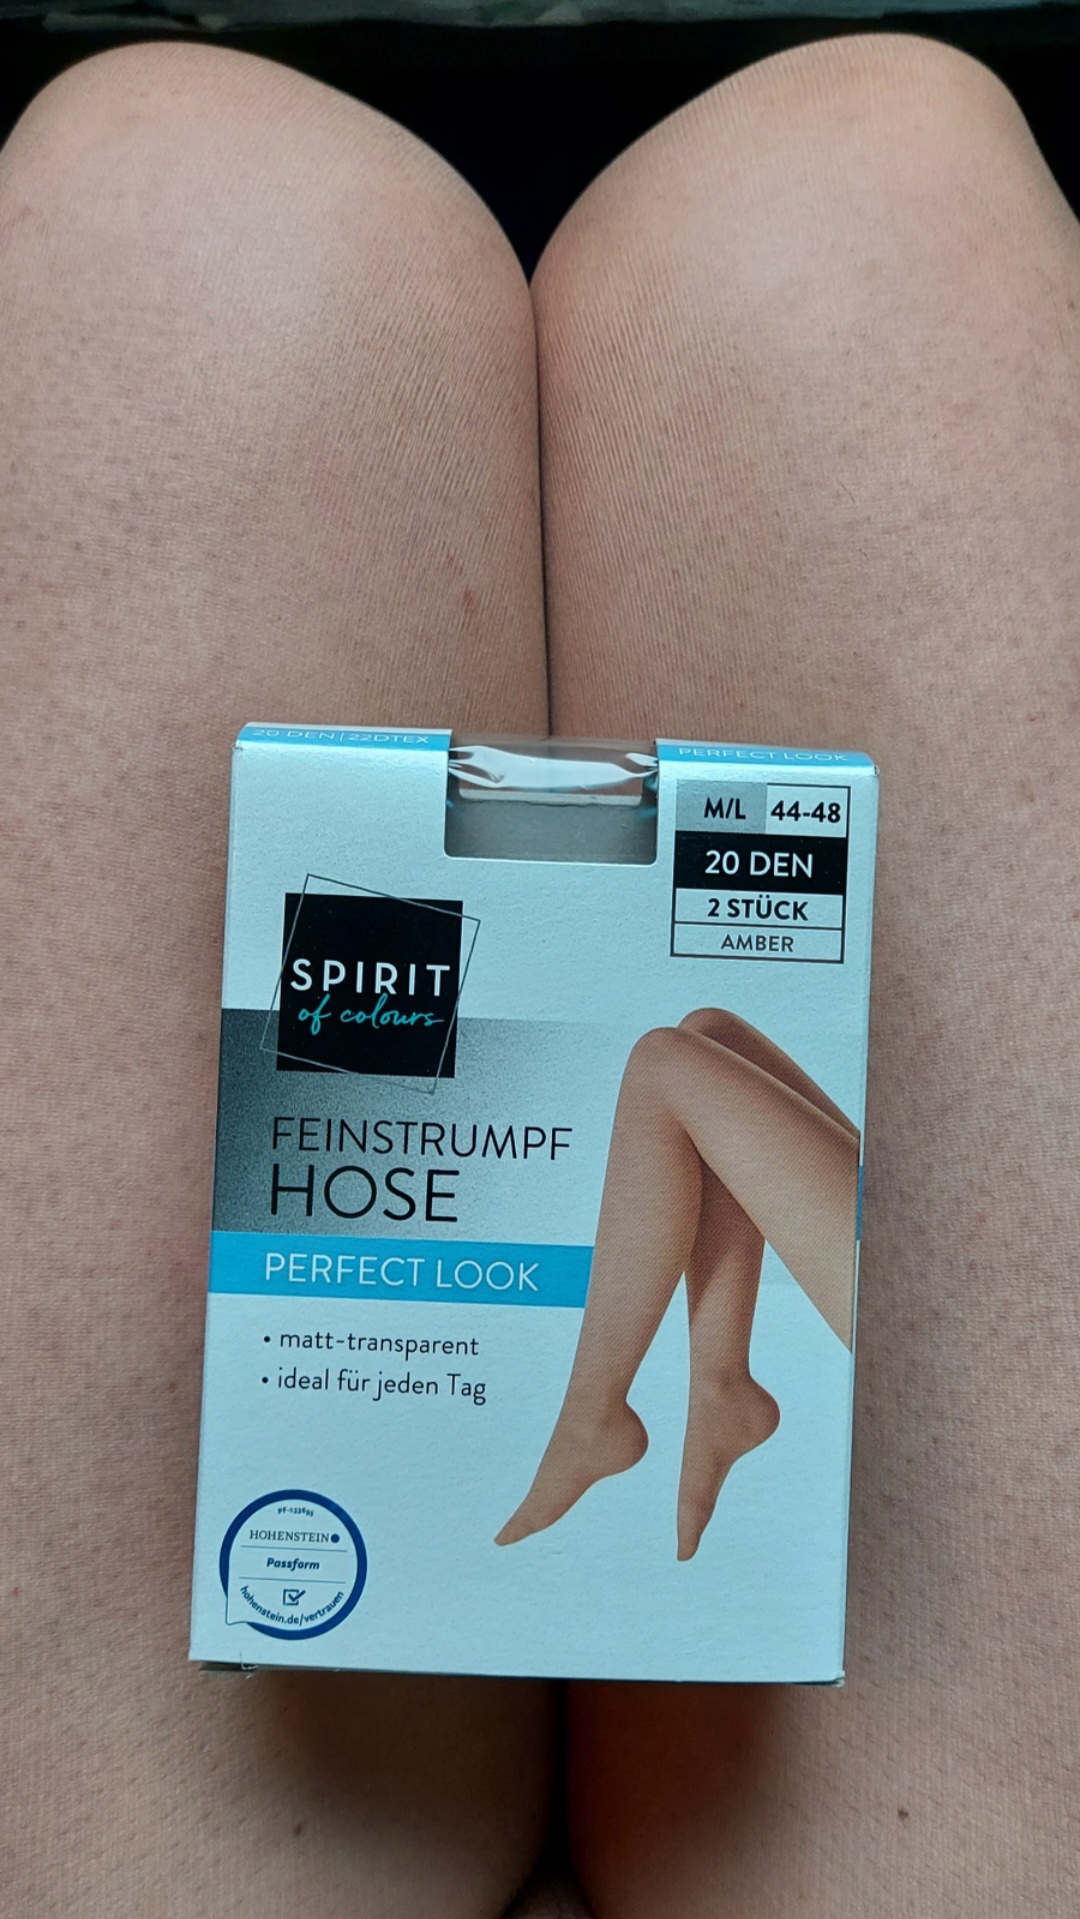 20 DEN | 22DTEX
PERFECT LOOK
M/L 44-48
20 DEN
2 STÜCK
AMBER
SPIRIT
of colours
FEINSTRUMPF
HOSE
PERFECT LOOK
• matt-transparent
• ideal für jeden Tag
HOHENSTEIN
Passform
hohenstein.de/vertrauen